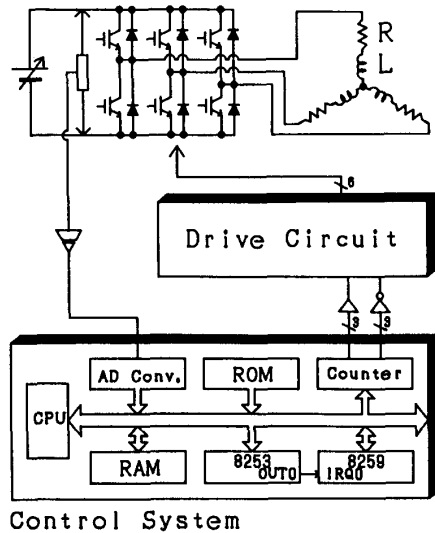 R
L
6
Drive Circuit
3 3
AD Conv. ROM Counter
CPU
RAM 8253 OUT0 8259 IRQ0
Control System